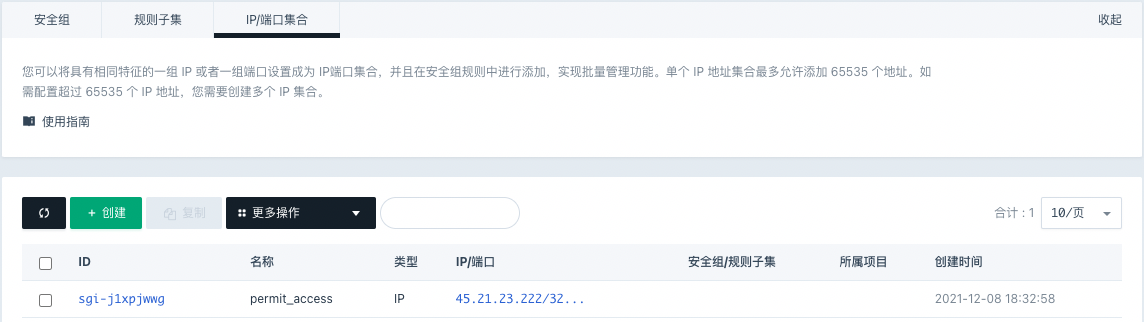 安全组 规则子集 IP/端口集合 收起
您可以将具有相同特征的一组 IP 或者一组端口设置成为 IP端口集合，并且在安全组规则中进行添加，实现批量管理功能。单个 IP 地址集合最多允许添加 65535 个地址。如
需配置超过 65535 个 IP 地址，您需要创建多个 IP 集合。
使用指南
+ 创建 复制 更多操作 合计 : 1 10/页
ID 名称 类型 IP/端口 安全组/规则子集 所属项目 创建时间
sgi-j1xpjwwg permit_access IP 45.21.23.222/32... 2021-12-08 18:32:58